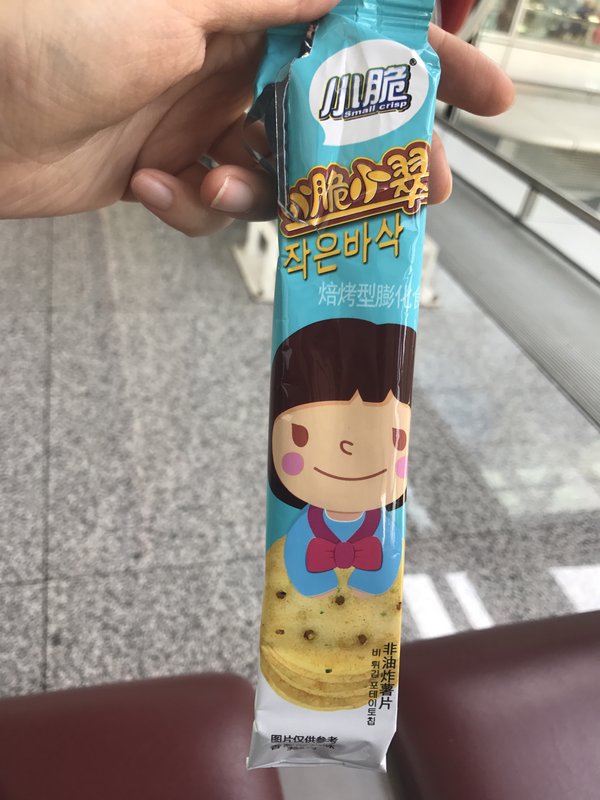 小脆®
Small crisp
小脆小翠
작은바삭
焙烤型膨化食
非油炸薯片
비 튀김 포테이토칩
图片仅供参考